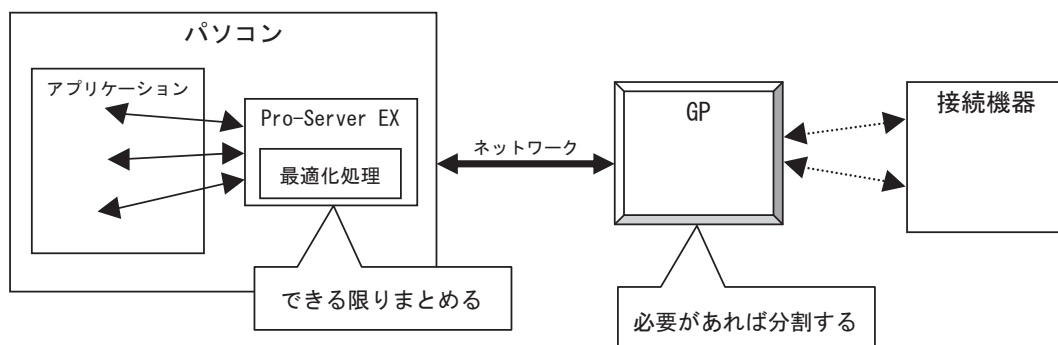 パソコン
アプリケーション
Pro-Server EX
最適化処理
ネットワーク
GP
接続機器
できる限りまとめる
必要があれば分割する